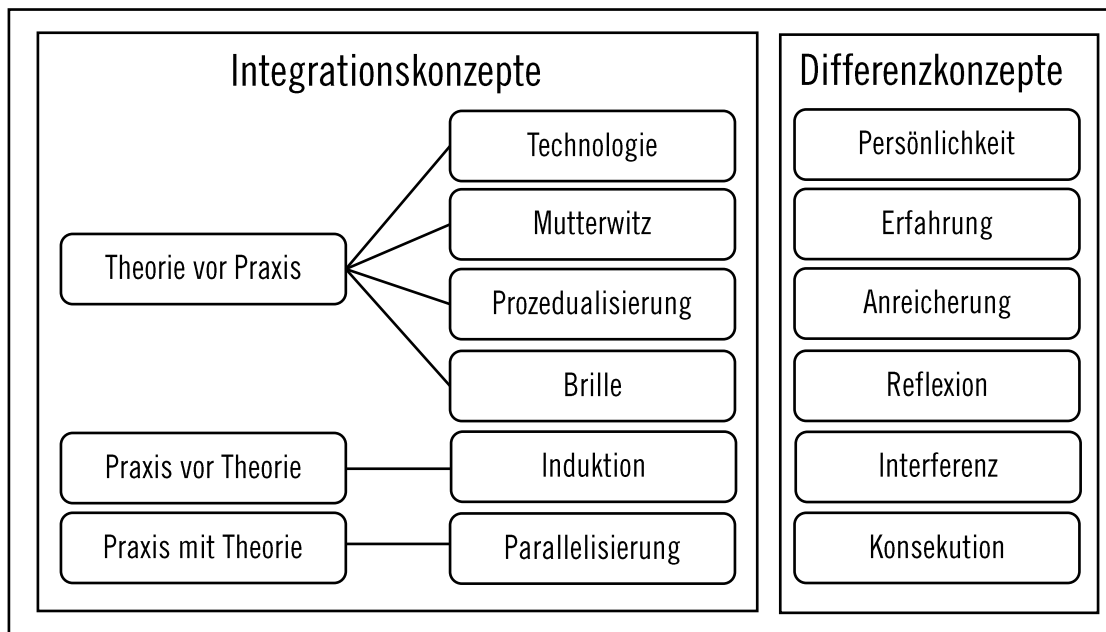 Integrationskonzepte
Theorie vor Praxis
Technologie
Mutterwitz
Prozedualisierung
Brille
Praxis vor Theorie
Induktion
Praxis mit Theorie
Parallelisierung
Differenzkonzepte
Persönlichkeit
Erfahrung
Anreicherung
Reflexion
Interferenz
Konsekution